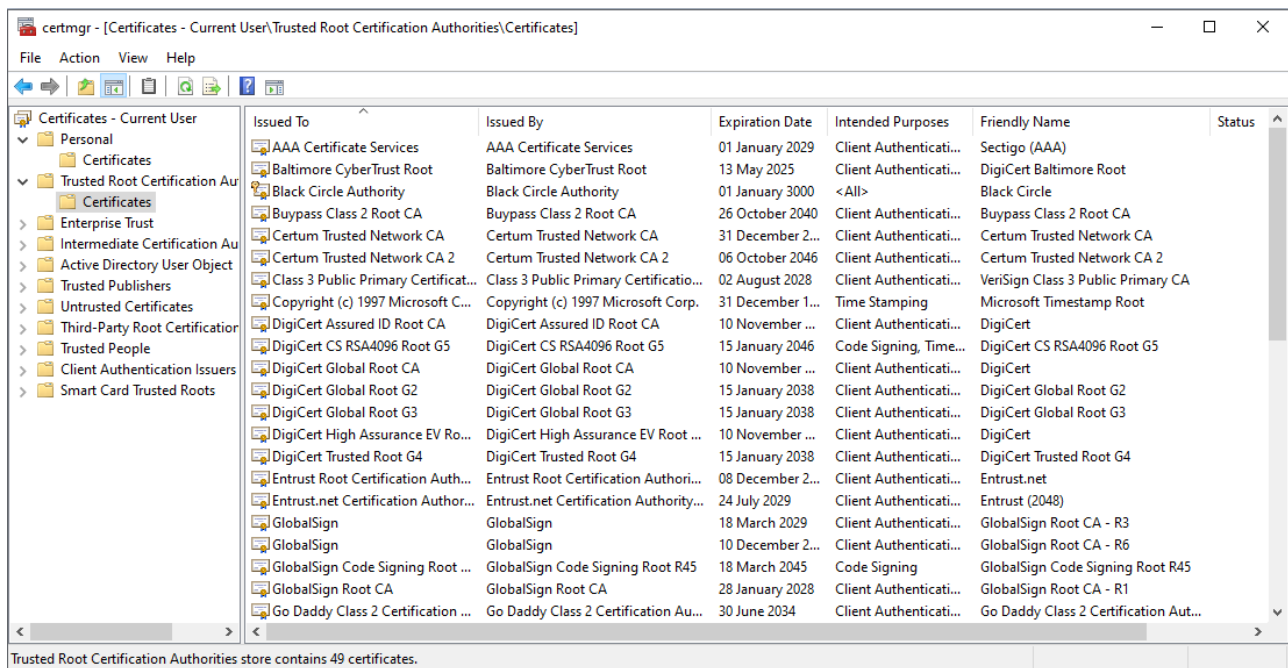 certmgr - [Certificates - Current User\Trusted Root Certification Authorities\Certificates]
File Action View Help
Certificates - Current User
Personal
Certificates
Trusted Root Certification Au
Certificates
Enterprise Trust
Intermediate Certification Au
Active Directory User Object
Trusted Publishers
Untrusted Certificates
Third-Party Root Certification
Trusted People
Client Authentication Issuers
Smart Card Trusted Roots
Issued To Issued By Expiration Date Intended Purposes Friendly Name Status
AAA Certificate Services AAA Certificate Services 01 January 2029 Client Authenticati... Sectigo (AAA)
Baltimore CyberTrust Root Baltimore CyberTrust Root 13 May 2025 Client Authenticati... DigiCert Baltimore Root
Black Circle Authority Black Circle Authority 01 January 3000 <All> Black Circle
Buypass Class 2 Root CA Buypass Class 2 Root CA 26 October 2040 Client Authenticati... Buypass Class 2 Root CA
Certum Trusted Network CA Certum Trusted Network CA 31 December 2... Client Authenticati... Certum Trusted Network CA
Certum Trusted Network CA 2 Certum Trusted Network CA 2 06 October 2046 Client Authenticati... Certum Trusted Network CA 2
Class 3 Public Primary Certificat... Class 3 Public Primary Certificatio... 02 August 2028 Client Authenticati... VeriSign Class 3 Public Primary CA
Copyright (c) 1997 Microsoft C... Copyright (c) 1997 Microsoft Corp. 31 December 1... Time Stamping Microsoft Timestamp Root
DigiCert Assured ID Root CA DigiCert Assured ID Root CA 10 November ... Client Authenticati... DigiCert
DigiCert CS RSA4096 Root G5 DigiCert CS RSA4096 Root G5 15 January 2046 Code Signing, Time... DigiCert CS RSA4096 Root G5
DigiCert Global Root CA DigiCert Global Root CA 10 November ... Client Authenticati... DigiCert
DigiCert Global Root G2 DigiCert Global Root G2 15 January 2038 Client Authenticati... DigiCert Global Root G2
DigiCert Global Root G3 DigiCert Global Root G3 15 January 2038 Client Authenticati... DigiCert Global Root G3
DigiCert High Assurance EV Ro... DigiCert High Assurance EV Root ... 10 November ... Client Authenticati... DigiCert
DigiCert Trusted Root G4 DigiCert Trusted Root G4 15 January 2038 Client Authenticati... DigiCert Trusted Root G4
Entrust Root Certification Auth... Entrust Root Certification Authori... 08 December 2... Client Authenticati... Entrust.net
Entrust.net Certification Author... Entrust.net Certification Authority... 24 July 2029 Client Authenticati... Entrust (2048)
GlobalSign GlobalSign 18 March 2029 Client Authenticati... GlobalSign Root CA - R3
GlobalSign GlobalSign 10 December 2... Client Authenticati... GlobalSign Root CA - R6
GlobalSign Code Signing Root ... GlobalSign Code Signing Root R45 18 March 2045 Code Signing GlobalSign Code Signing Root R45
GlobalSign Root CA GlobalSign Root CA 28 January 2028 Client Authenticati... GlobalSign Root CA - R1
Go Daddy Class 2 Certification ... Go Daddy Class 2 Certification Au... 30 June 2034 Client Authenticati... Go Daddy Class 2 Certification Aut...
Trusted Root Certification Authorities store contains 49 certificates.